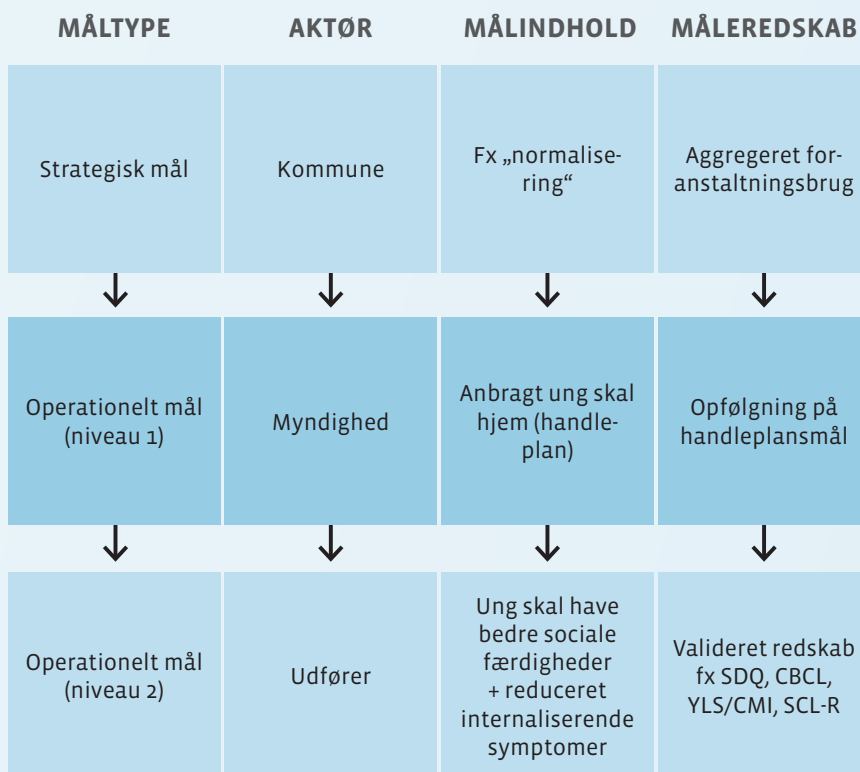 MÅLTYPE
AKTØR
MÅLINDHOLD
MÅLEREDSKAB
Strategisk mål
Kommune
Fx „normalise-
ring“
Aggregeret for-
anstaltningsbrug
Operationelt mål
(niveau 1)
Myndighed
Anbragt ung skal
hjem (handle-
plan)
Opfølgning på
handleplansmål
Operationelt mål
(niveau 2)
Udfører
Ung skal have
bedre sociale
færdigheder
+ reduceret
internaliserende
symptomer
Valideret redskab
fx SDQ, CBCL,
YLS/CMI, SCL-R